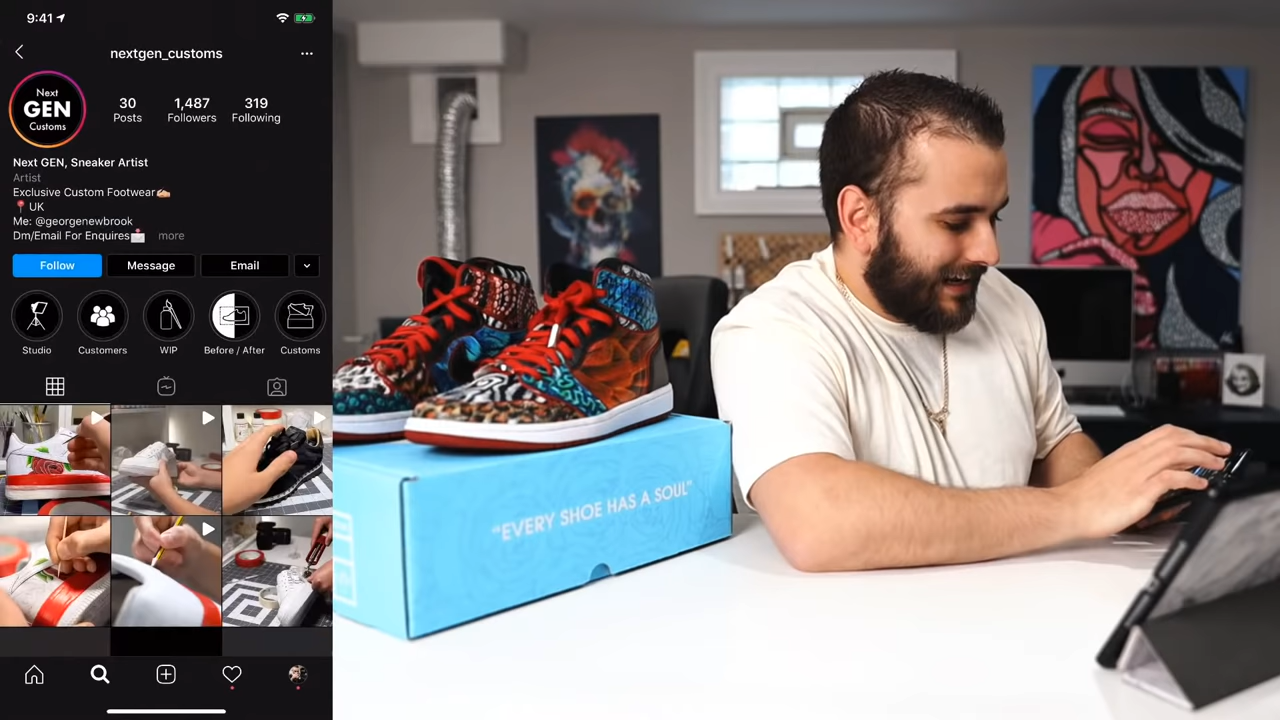 9:41
nextgen_customs
Next
GEN
Customs
30
Posts
1,487
Followers
319
Following
Next GEN, Sneaker Artist
Artist
Exclusive Custom Footwear✍🏼
📍 UK
Me: @georgenewbrook
Dm/Email For Enquires📩 more
Follow
Message
Email
Studio
Customers
WIP
Before / After
Customs
"EVERY SHOE HAS A SOUL"